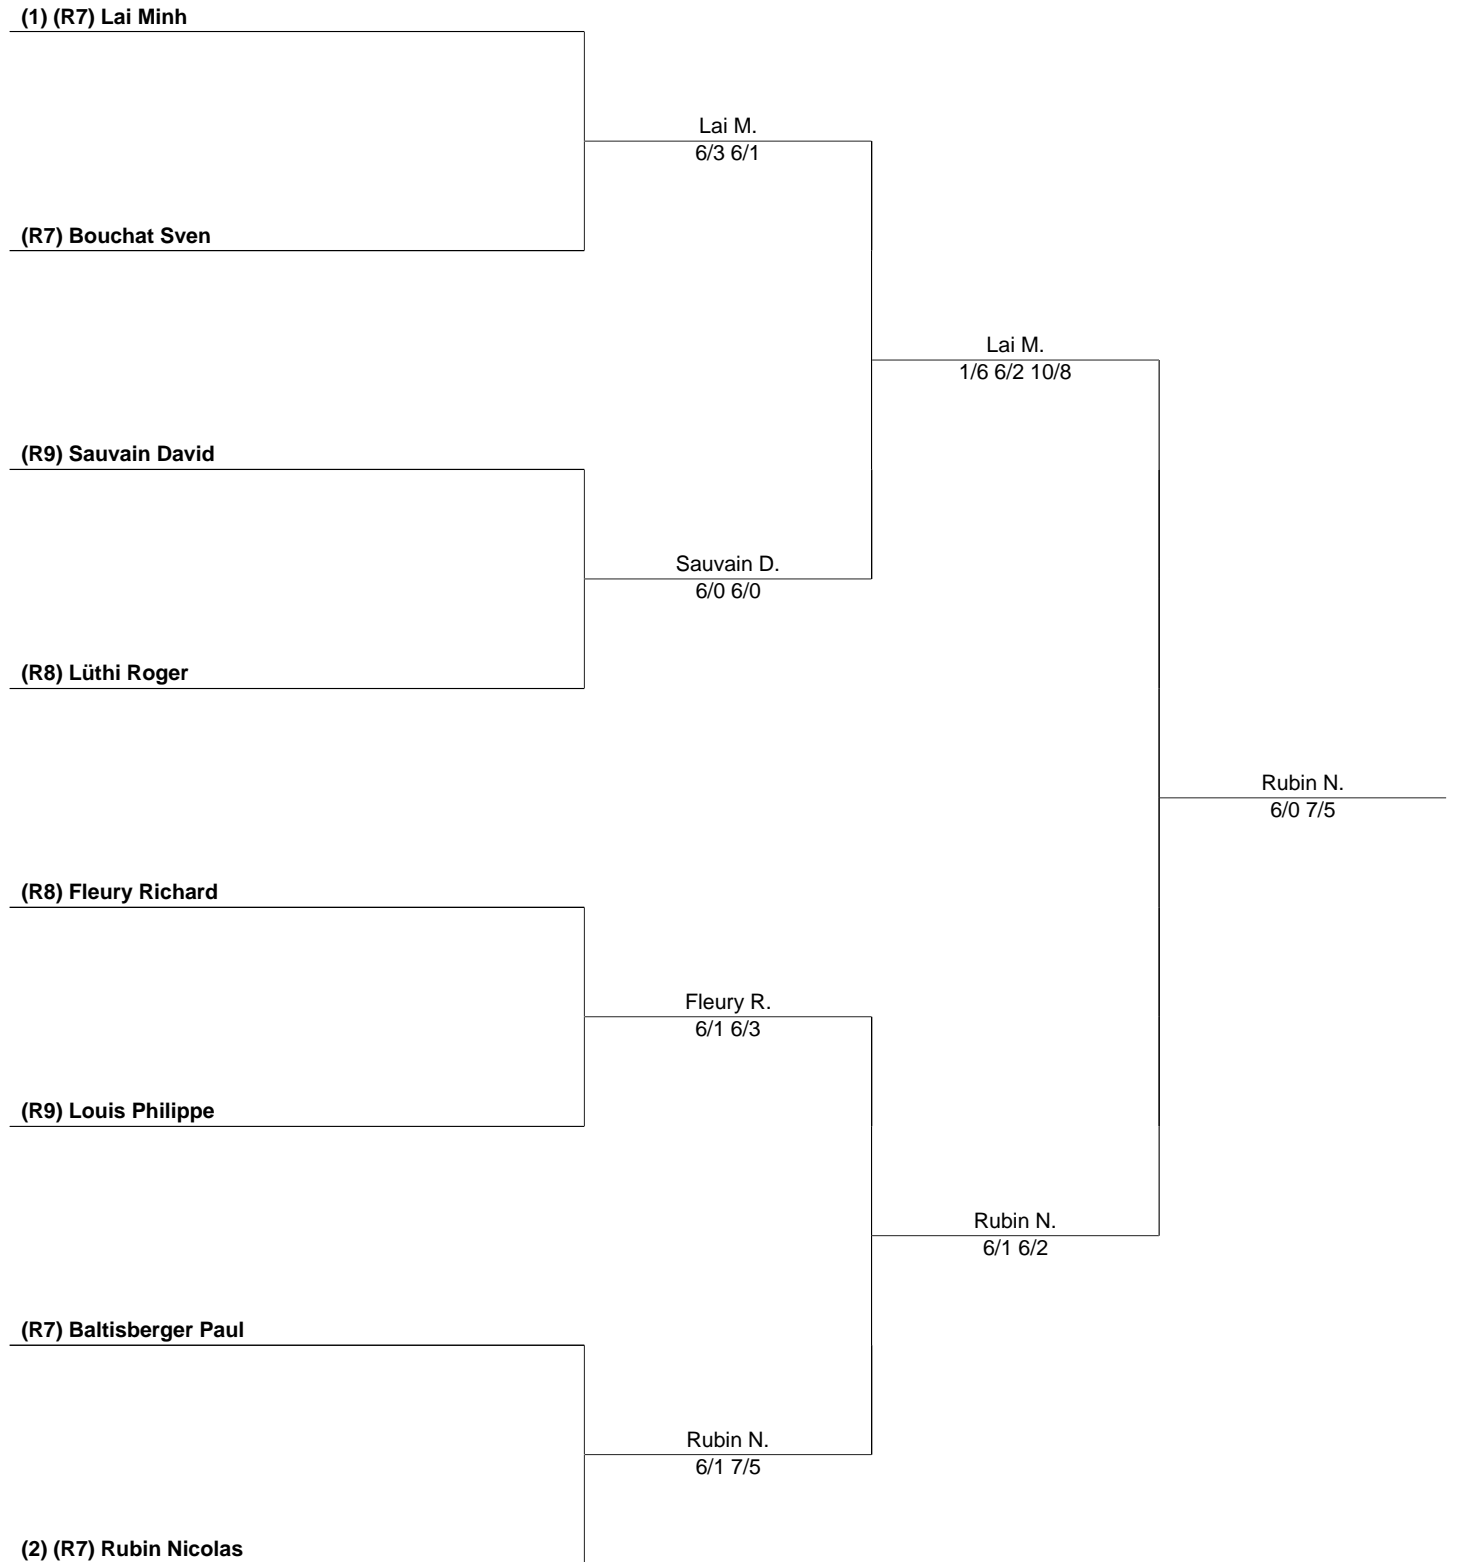 (1) (R7) Lai Minh
Lai M.
6/3 6/1
(R7) Bouchat Sven
Lai M.
1/6 6/2 10/8
(R9) Sauvain David
Sauvain D.
6/0 6/0
(R8) Lüthi Roger
Rubin N.
6/0 7/5
(R8) Fleury Richard
Fleury R.
6/1 6/3
(R9) Louis Philippe
Rubin N.
6/1 6/2
(R7) Baltisberger Paul
Rubin N.
6/1 7/5
(2) (R7) Rubin Nicolas